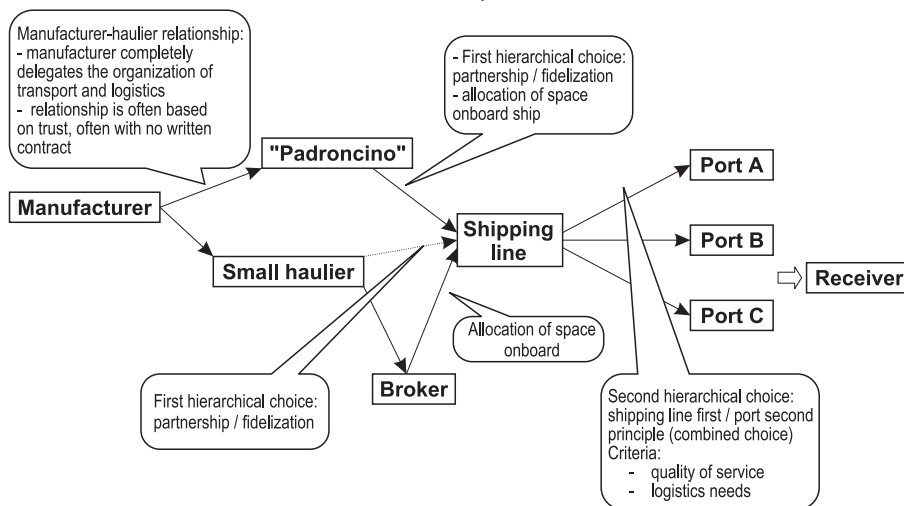 Manufacturer-haulier relationship:
- manufacturer completely
delegates the organization of
transport and logistics
- relationship is often based
on trust, often with no written
contract
- First hierarchical choice:
partnership / fidelization
- allocation of space
onboard ship
"Padroncino"
Port A
Manufacturer
Shipping
line
Port B
Small haulier
Receiver
Port C
Allocation of space
onboard
Broker
First hierarchical choice:
partnership / fidelization
Second hierarchical choice:
shipping line first / port second
principle (combined choice)
Criteria:
- quality of service
- logistics needs